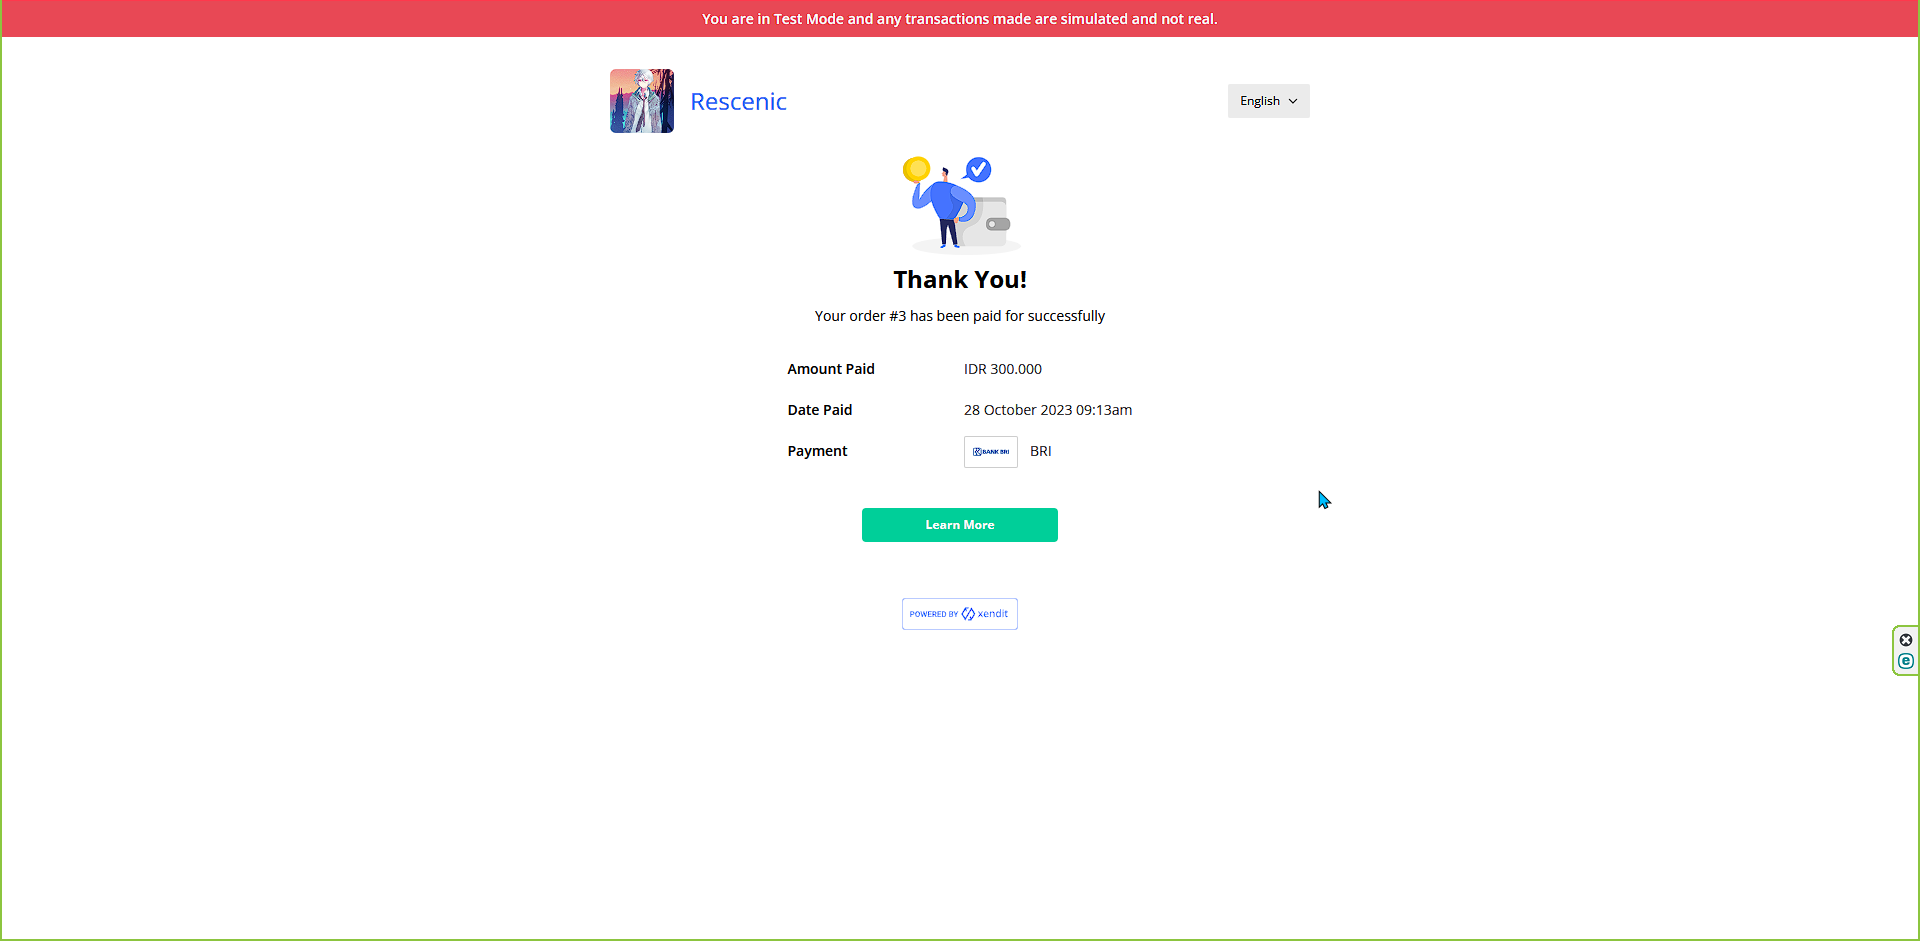 You are in Test Mode and any transactions made are simulated and not real.
Rescenic
English
Thank You!
Your order #3 has been paid for successfully
Amount Paid IDR 300.000
Date Paid 28 October 2023 09:13am
Payment BANK BRI BRI
Learn More
POWERED BY xendit
e